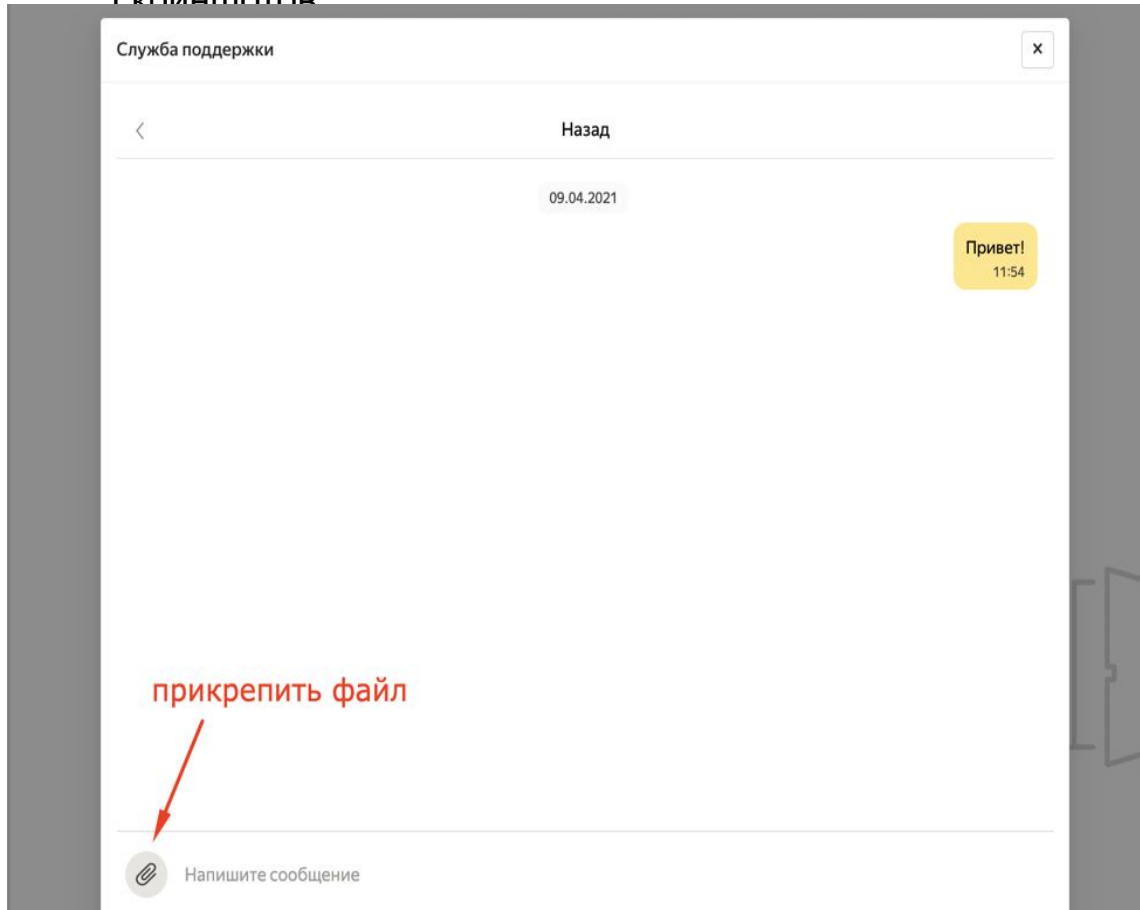 Служба поддержки
x
Назад
09.04.2021
Привет!
11:54
прикрепить файл
Напишите сообщение